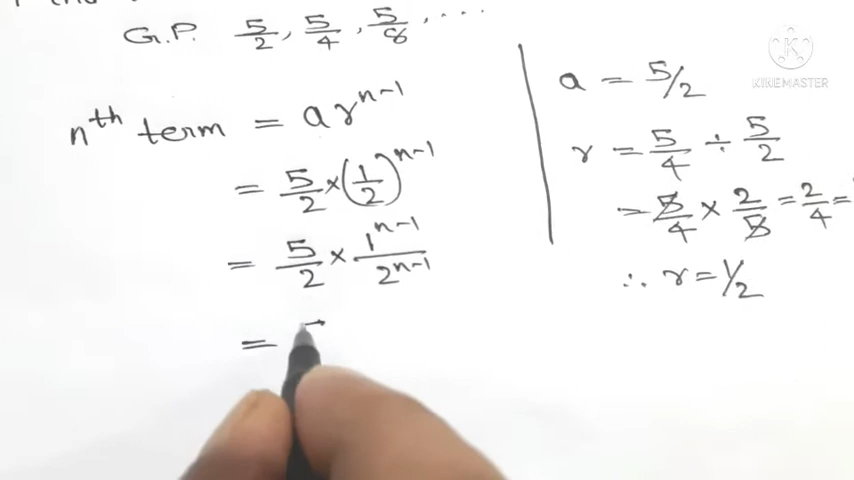 G.P. 5/2, 5/4, 5/8, ...
nth term = ar^(n-1)
= 5/2 × (1/2)^(n-1)
= 5/2 × 1^(n-1)/2^(n-1)
=
a = 5/2
r = 5/4 ÷ 5/2
= 5/4 × 2/5 = 2/4 =
∴ r = 1/2
K
KINEMASTER